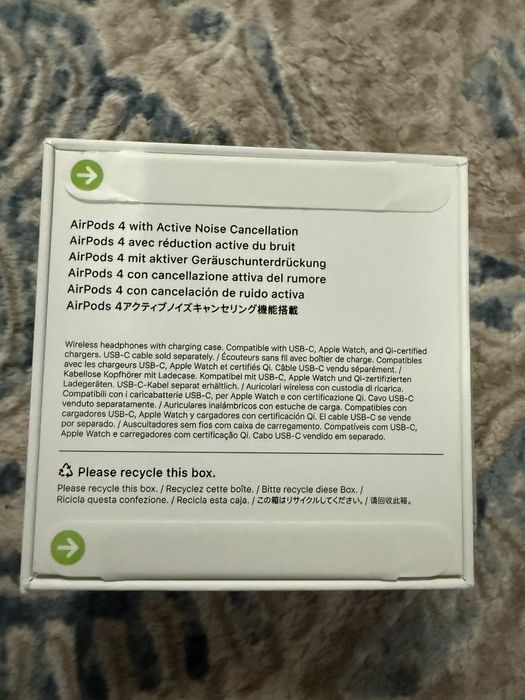 AirPods 4 with Active Noise Cancellation
AirPods 4 avec réduction active du bruit
AirPods 4 mit aktiver Geräuschunterdrückung
AirPods 4 con cancellazione attiva del rumore
AirPods 4 con cancelación de ruido activa
AirPods 4アクティブノイズキャンセリング機能搭載
Wireless headphones with charging case. Compatible with USB-C, Apple Watch, and Qi-certified
chargers. USB-C cable sold separately. / Écouteurs sans fil avec boîtier de charge. Compatibles
avec les chargeurs USB-C, Apple Watch et certifiés Qi. Câble USB-C vendu séparément. /
Kabellose Kopfhörer mit Ladecase. Kompatibel mit USB-C, Apple Watch und Qi-zertifizierten
Ladegeräten. USB-C-Kabel separat erhältlich. / Auricolari wireless con custodia di ricarica.
Compatibili con i caricabatterie USB-C, per Apple Watch e con certificazione Qi. Cavo USB-C
venduto separatamente. / Auriculares inalámbricos con estuche de carga. Compatibles con
cargadores USB-C, Apple Watch y cargadores con certificación Qi. El cable USB-C se vende
por separado. / Auscultadores sem fios com caixa de carregamento. Compatíveis com USB-C,
Apple Watch e carregadores com certificação Qi. Cabo USB-C vendido em separado.
Please recycle this box.
Please recycle this box. / Recyclez cette boîte. / Bitte recycle diese Box. /
Ricicla questa confezione. / Recicla esta caja. / この箱はリサイクルしてください。/ 请回收此箱。